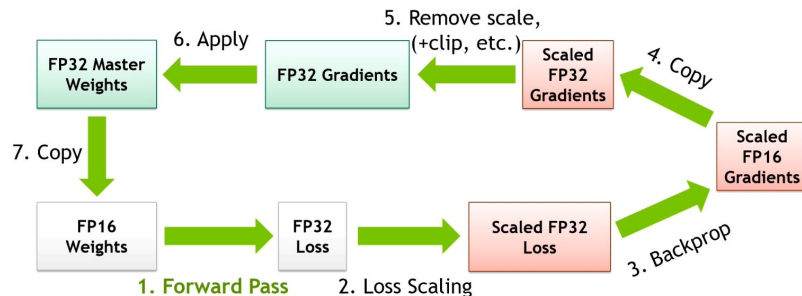 5. Remove scale,
(+clip, etc.)
6. Apply
FP32 Master
Weights
FP32 Gradients
Scaled
FP32
Gradients
4. Copy
Scaled
FP16
Gradients
7. Copy
FP16
Weights
FP32
Loss
Scaled FP32
Loss
3. Backprop
1. Forward Pass
2. Loss Scaling